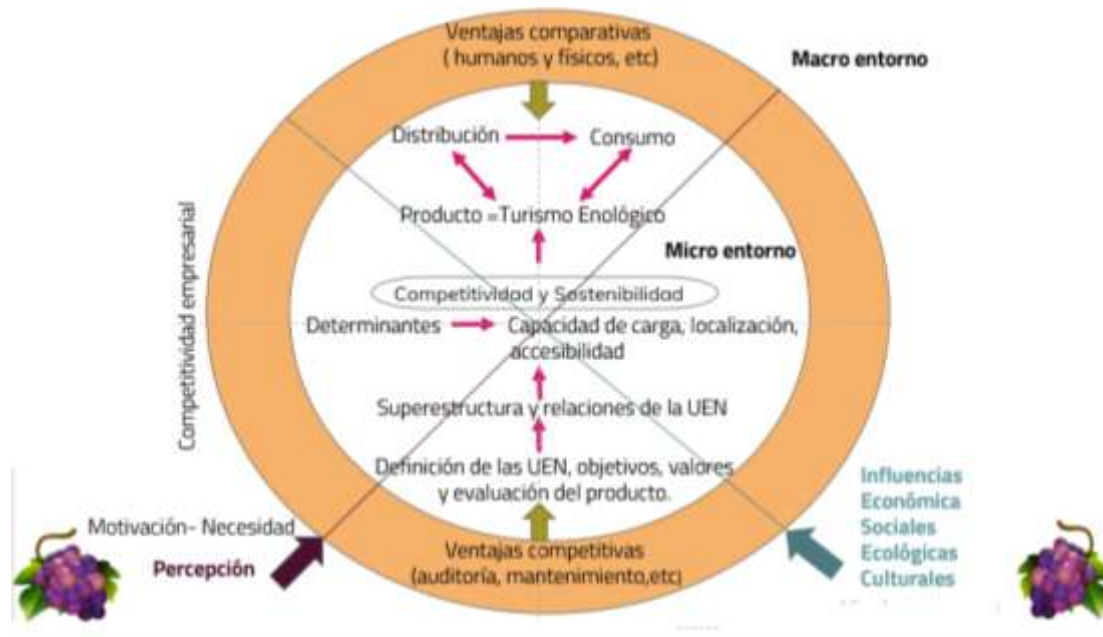 Ventajas comparativas
( humanos y físicos, etc)
Macro entorno
Distribución
Consumo
Producto =Turismo Enológico
Micro entorno
Competitividad y Sostenibilidad
Determantes
Capacidad de carga, localización,
accesibilidad
Superestructura y relaciones de la UEN
Definición de las UEN, objetivos, valores
y evaluación del producto.
Competitividad empresarial
Motivación- Necesidad
Percepción
Ventajas competitivas
(auditoría, mantenimiento,etc)
Influencias
Económica
Sociales
Ecológicas
Culturales